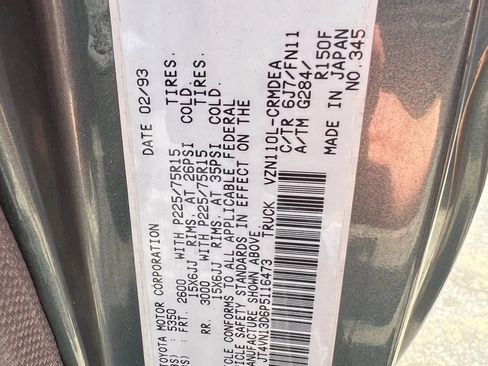 TOYOTA MOTOR CORPORATION DATE 02/93
S) : 5350
FRT. 2600 WITH P225/75R15 TIRES.
15X6JJ RIMS. AT 26PSI COLD.
RR. 3000 WITH P225/75R15 TIRES.
15X6JJ RIMS. AT 35PSI COLD.
ICLE CONFORMS TO ALL APPLICABLE FEDERAL
VEHICLE SAFETY STANDARDS IN EFFECT ON THE
MANUFACTURE SHOWN ABOVE.
JT4VN13D6P5116473 TRUCK VZN110L-CRMDEA
C/TR 6J7/FN11
A/TM G284/
R150F
MADE IN JAPAN
NO.345